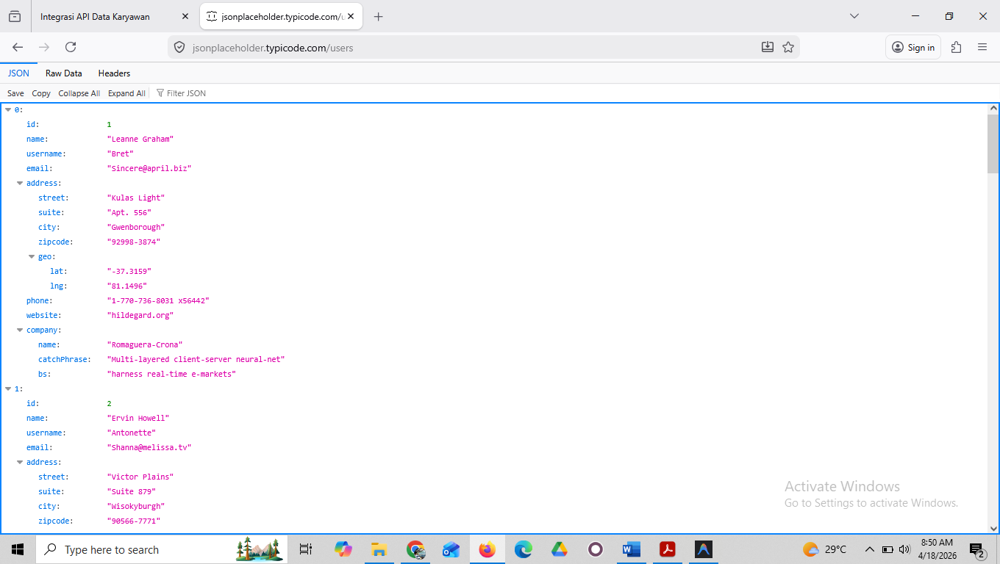 Integrasi API Data Karyawan
jsonplaceholder.typicode.com/u
jsonplaceholder.typicode.com/users
Sign in
JSON Raw Data Headers
Save Copy Collapse All Expand All Filter JSON
0:
id: 1
name: "Leanne Graham"
username: "Bret"
email: "Sincere@april.biz"
address:
street: "Kulas Light"
suite: "Apt. 556"
city: "Gwenborough"
zipcode: "92998-3874"
geo:
lat: "-37.3159"
lng: "81.1496"
phone: "1-770-736-8031 x56442"
website: "hildegard.org"
company:
name: "Romaguera-Crona"
catchPhrase: "Multi-layered client-server neural-net"
bs: "harness real-time e-markets"
1:
id: 2
name: "Ervin Howell"
username: "Antonette"
email: "Shanna@melissa.tv"
address:
street: "Victor Plains"
suite: "Suite 879"
city: "Wisokyburgh"
zipcode: "90566-7771"
Activate Windows
Go to Settings to activate Windows.
Type here to search
29°C
8:50 AM
4/18/2026
2